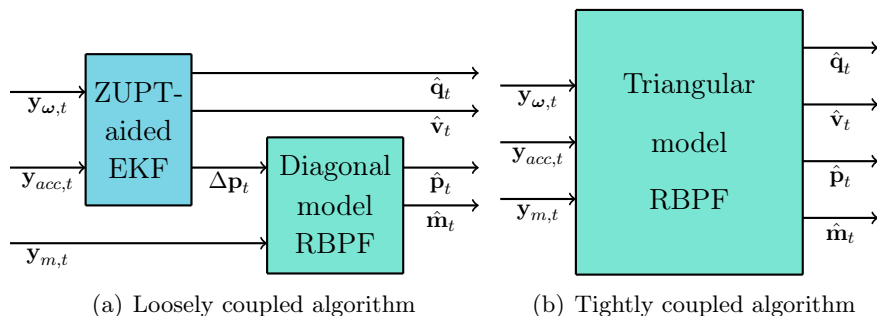 y_{ω,t}
y_{acc,t}
y_{m,t}
ZUPT-
aided
EKF
Δp_t
Diagonal
model
RBPF
q̂_t
v̂_t
p̂_t
m̂_t
(a) Loosely coupled algorithm
y_{ω,t}
y_{acc,t}
y_{m,t}
Triangular
model
RBPF
q̂_t
v̂_t
p̂_t
m̂_t
(b) Tightly coupled algorithm